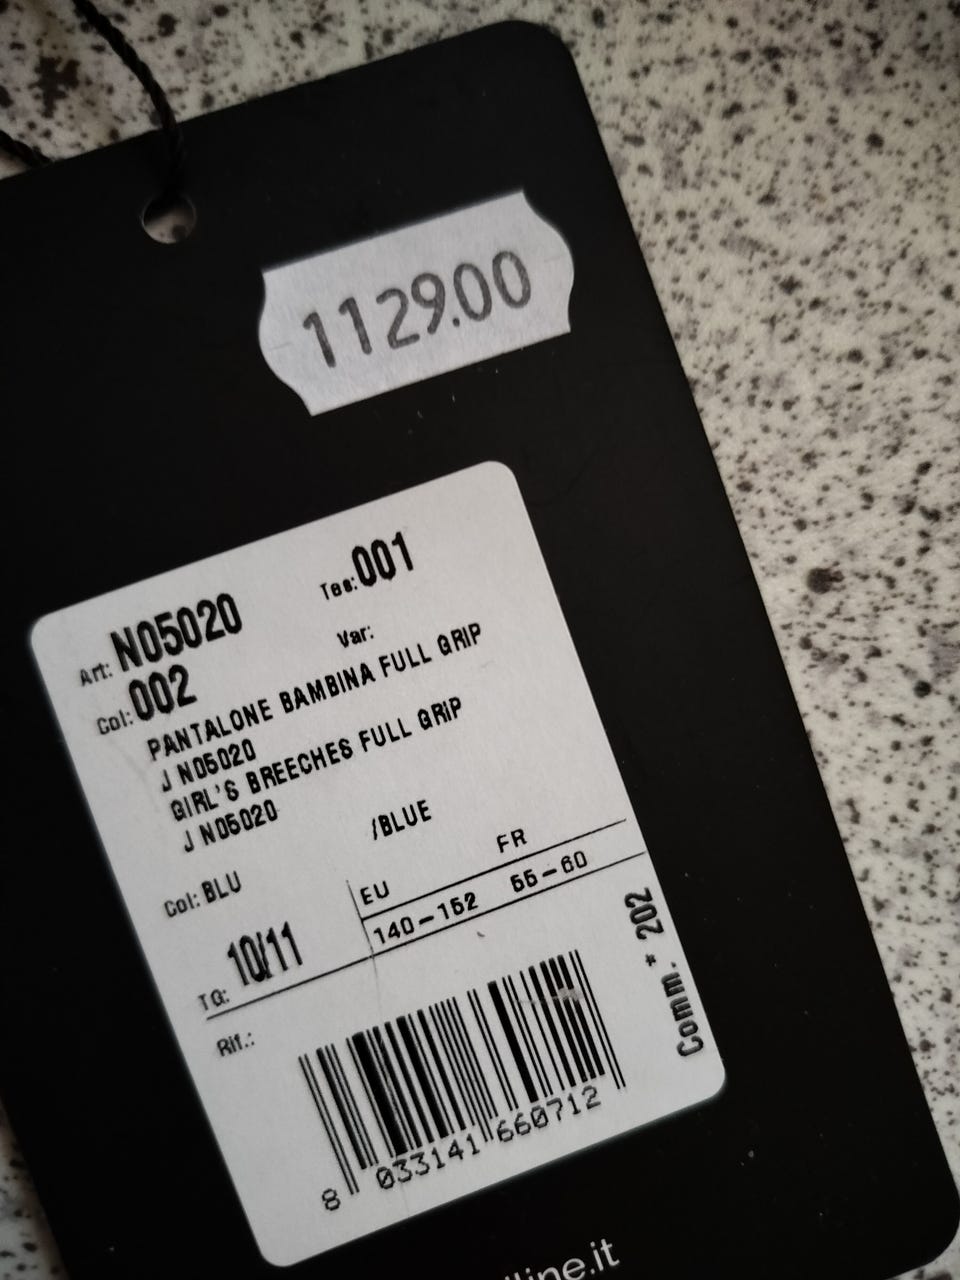 1129.00
Art: N05020 Tes: 001
Col: 002 Var:
PANTALONE BAMBINA FULL GRIP
J N05020
GIRL'S BREECHES FULL GRIP
J N05020
Col: BLU /BLUE
EU FR
TG: 10/11 140-152 55-60
Rif.:
8 033141 660712
Comm. * 202